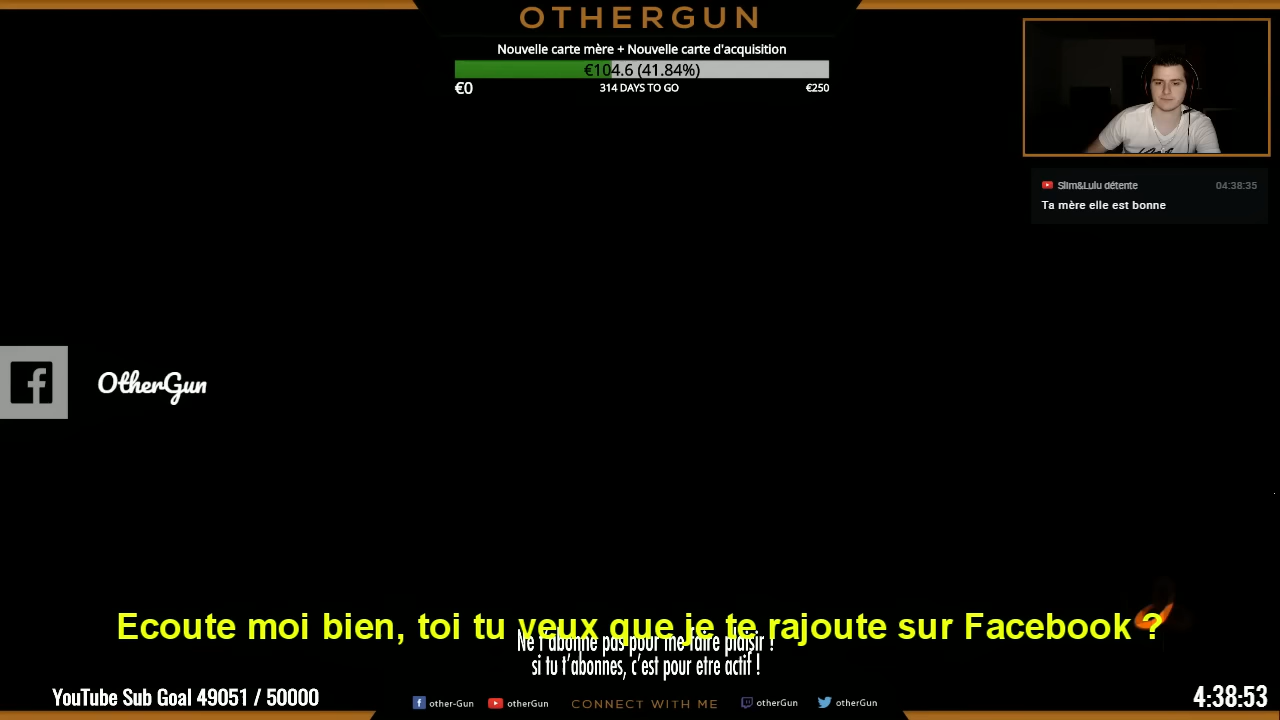 OTHERGUN
Nouvelle carte mère + Nouvelle carte d'acquisition
€104.6 (41.84%)
€0 314 DAYS TO GO €250
Slim&Lulu détente 04:38:35
Ta mère elle est bonne
OtherGun
Ecoute moi bien, toi tu veux que je te rajoute sur Facebook ?
Ne t'abonne pas pour me faire plaisir !
si tu t'abonnes, c'est pour etre actif !
YouTube Sub Goal 49051 / 50000
other-Gun otherGun CONNECT WITH ME otherGun otherGun
4:38:53